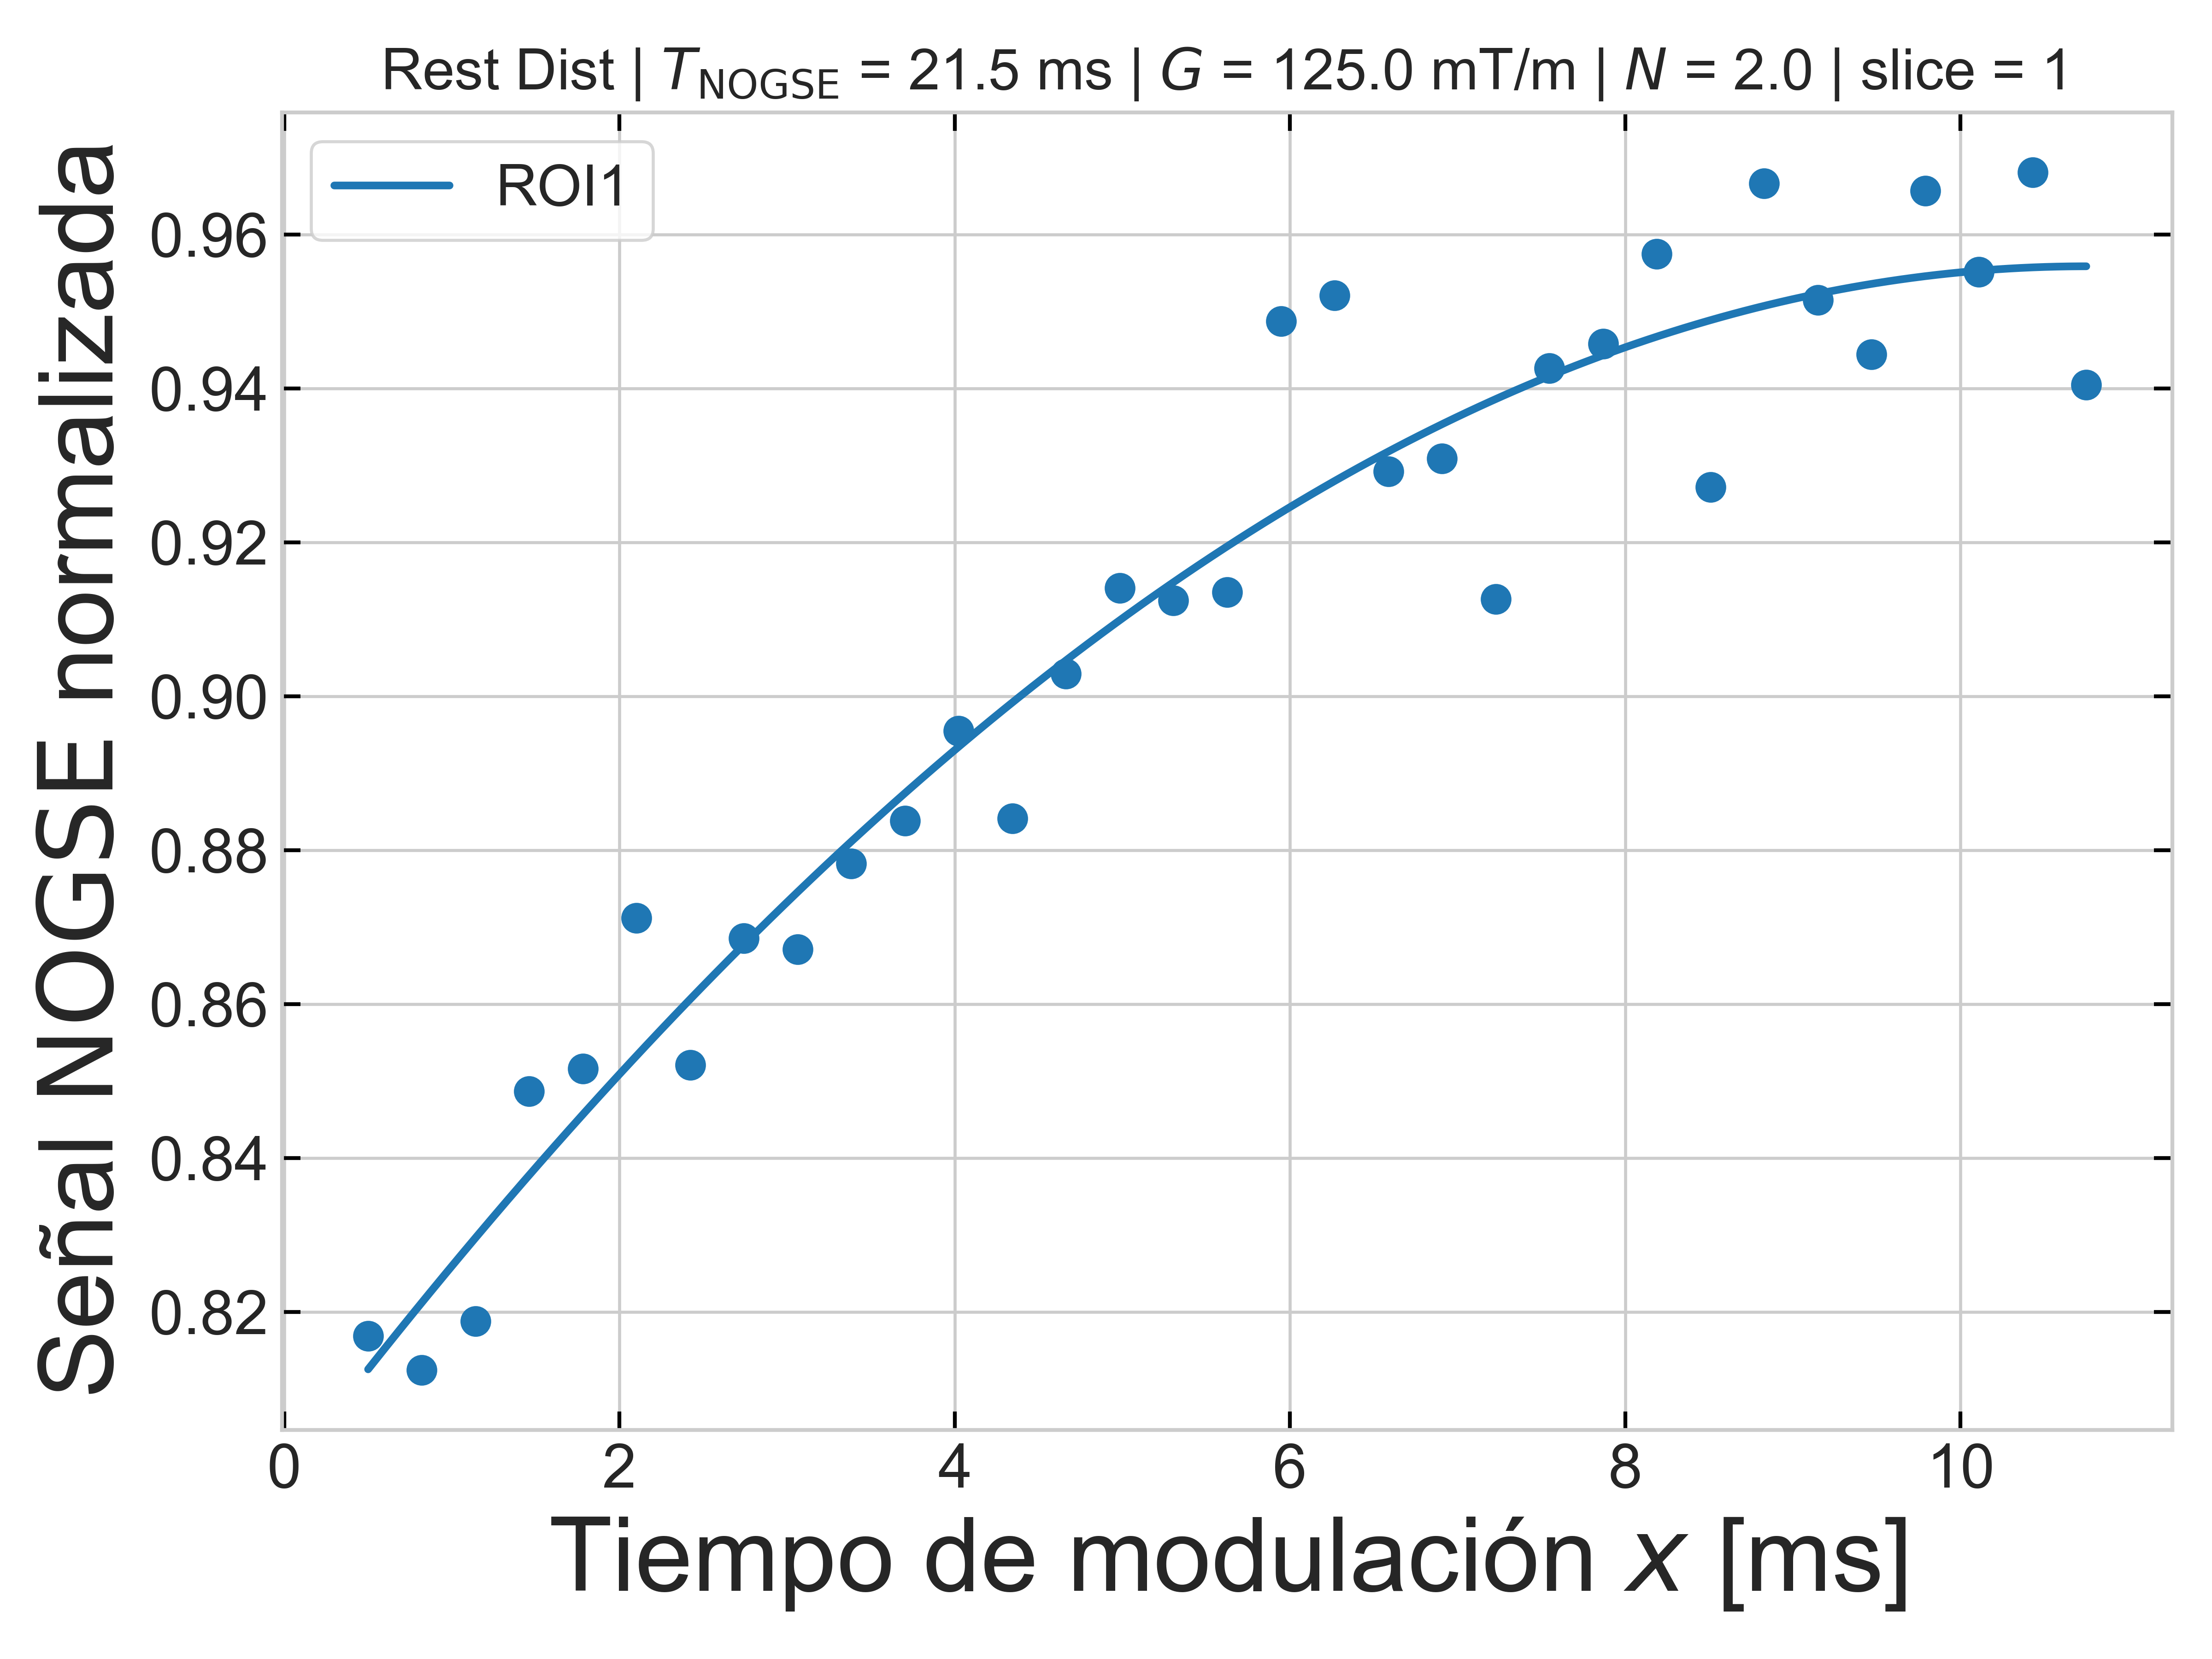 Rest Dist | T_NOGSE = 21.5 ms | G = 125.0 mT/m | N = 2.0 | slice = 1
ROI1
Señal NOGSE normalizada
0.96
0.94
0.92
0.90
0.88
0.86
0.84
0.82
0 2 4 6 8 10
Tiempo de modulación x [ms]